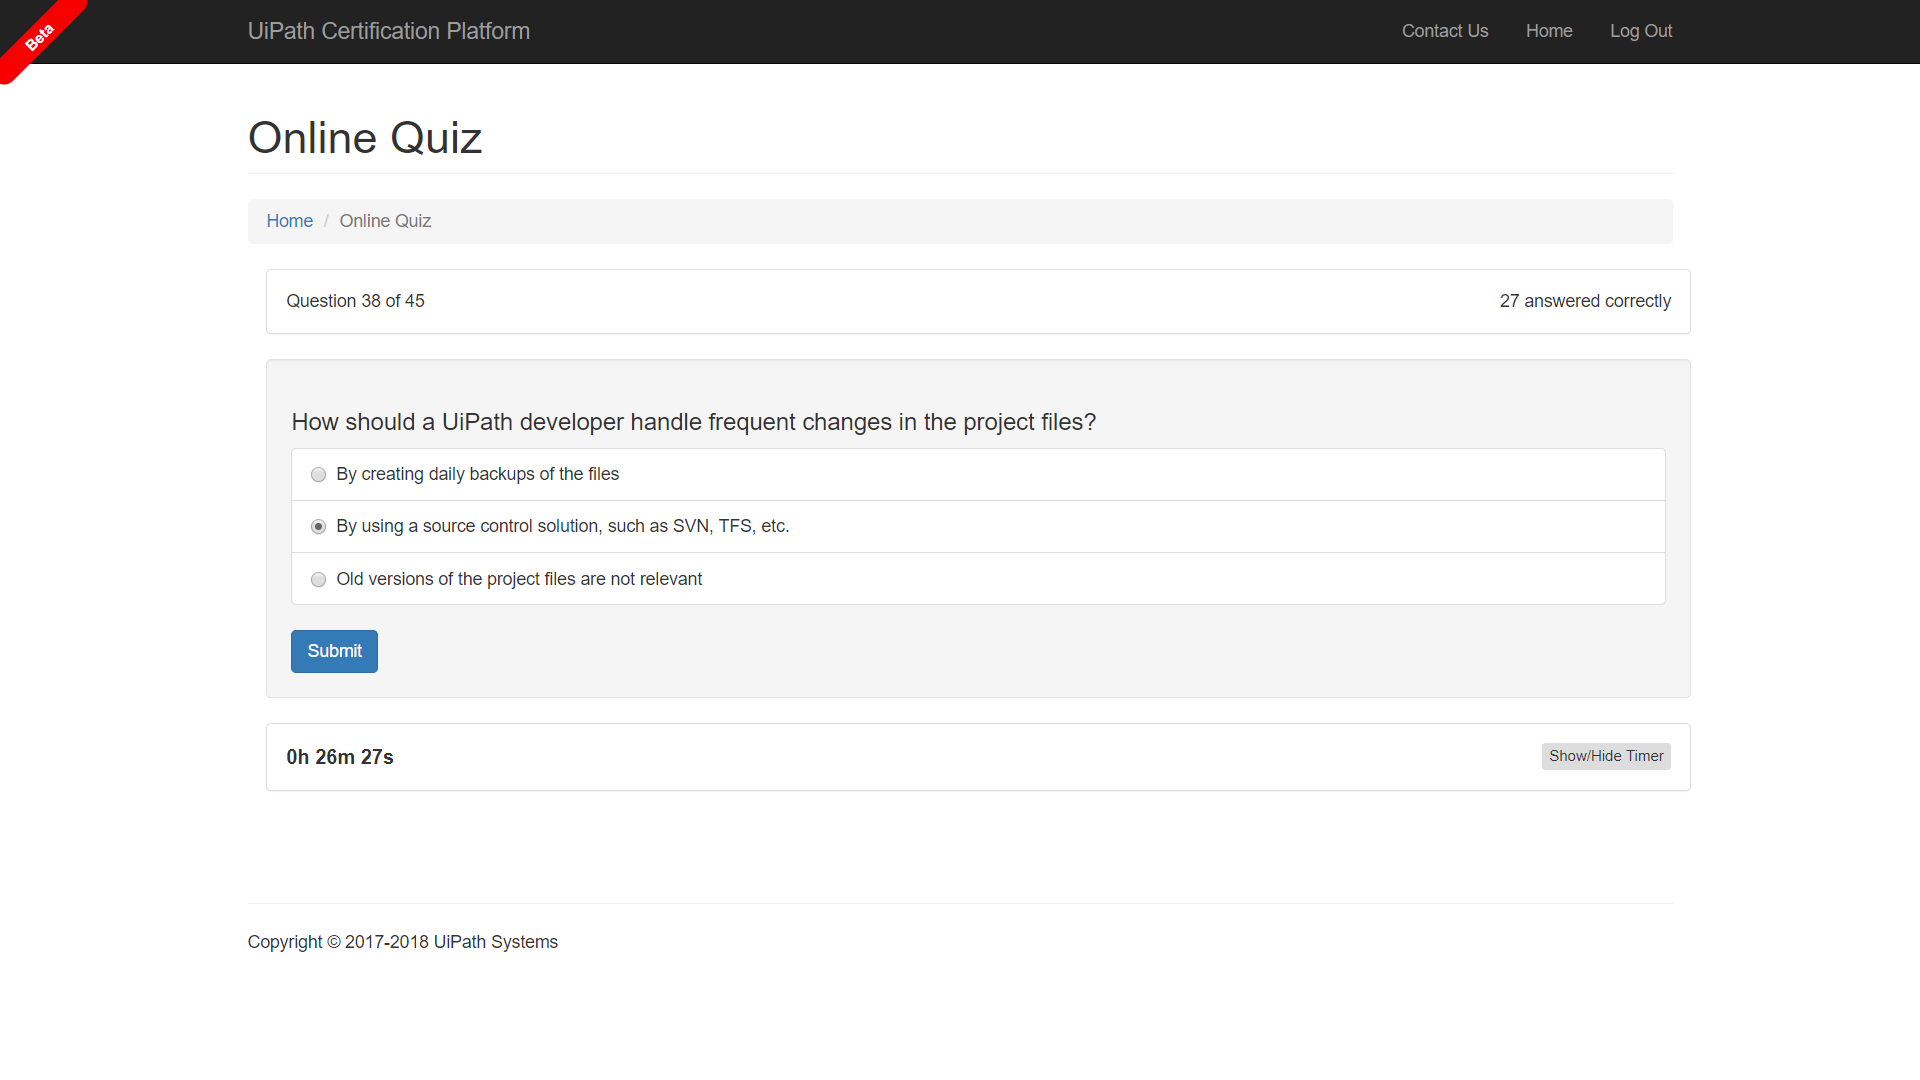 Beta
UiPath Certification Platform
Contact Us
Home
Log Out
Online Quiz
Home / Online Quiz
Question 38 of 45
27 answered correctly
How should a UiPath developer handle frequent changes in the project files?
By creating daily backups of the files
By using a source control solution, such as SVN, TFS, etc.
Old versions of the project files are not relevant
Submit
0h 26m 27s
Show/Hide Timer
Copyright © 2017-2018 UiPath Systems